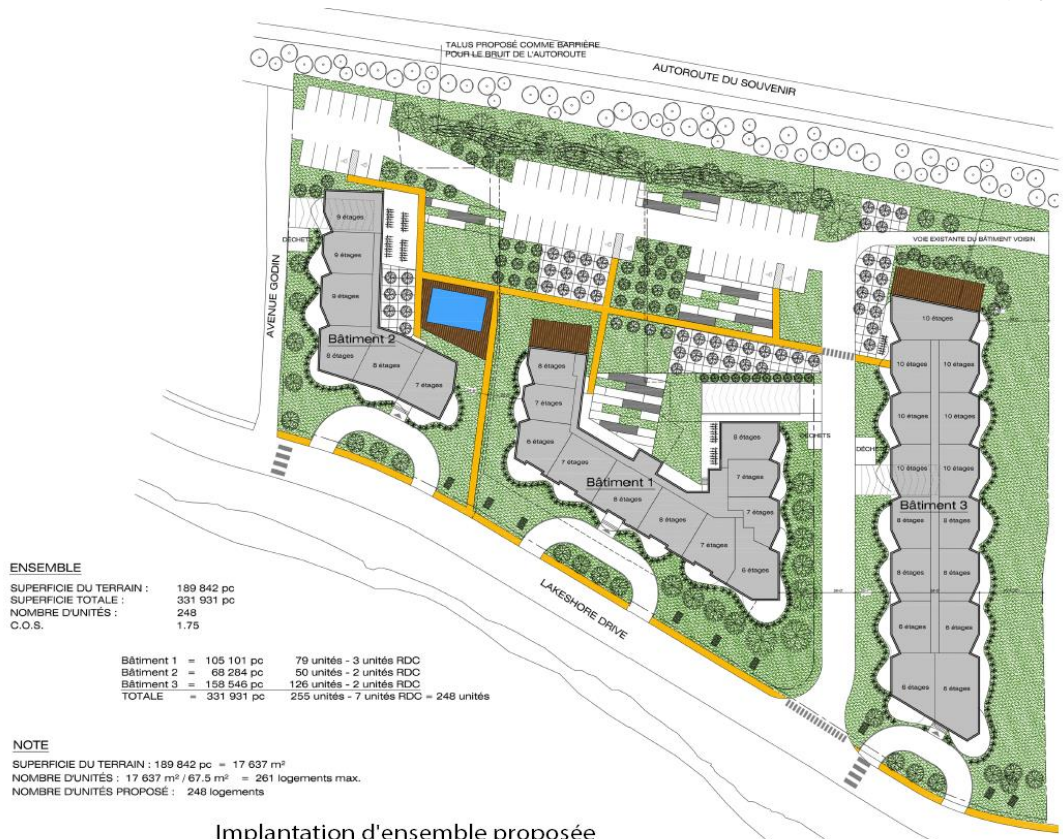 TALUS PROPOSÉ COMME BARRIÈRE
POUR LE BRUIT DE L'AUTOROUTE
AUTOROUTE DU SOUVENIR
VOIE EXISTANTE DU BÂTIMENT VOISIN
AVENUE GODIN
DÉCHETS
9 étages
9 étages
9 étages
Bâtiment 2
8 étages
8 étages
7 étages
8 étages
7 étages
6 étages
7 étages
Bâtiment 1
8 étages
8 étages
7 étages
6 étages
7 étages
7 étages
8 étages
DÉCHETS
DÉCHETS
10 étages
10 étages
10 étages
10 étages
10 étages
10 étages
10 étages
Bâtiment 3
8 étages
8 étages
8 étages
8 étages
6 étages
6 étages
6 étages
6 étages
LAKESHORE DRIVE
ENSEMBLE
SUPERFICIE DU TERRAIN : 189 842 pc
SUPERFICIE TOTALE : 331 931 pc
NOMBRE D'UNITÉS : 248
C.O.S. 1.75
Bâtiment 1 = 105 101 pc 79 unités - 3 unités RDC
Bâtiment 2 = 68 284 pc 50 unités - 2 unités RDC
Bâtiment 3 = 158 546 pc 126 unités - 2 unités RDC
TOTALE = 331 931 pc 255 unités - 7 unités RDC = 248 unités
NOTE
SUPERFICIE DU TERRAIN : 189 842 pc = 17 637 m²
NOMBRE D'UNITÉS : 17 637 m² / 67.5 m² = 261 logements max.
NOMBRE D'UNITÉS PROPOSÉ : 248 logements
Implantation d'ensemble proposée